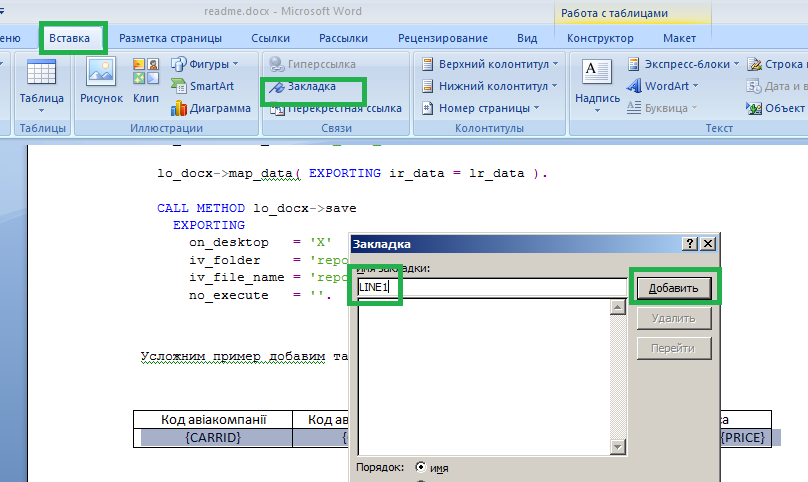 readme.docx - Microsoft Word
Работа с таблицами
Вставка Разметка страницы Ссылки Рассылки Рецензирование Вид Конструктор Макет
Таблица
Таблицы
Рисунок
Клип
Фигуры
SmartArt
Диаграмма
Иллюстрации
Гиперссылка
Закладка
Перекрестная ссылка
Связи
Верхний колонтитул
Нижний колонтитул
Номер страницы
Колонтитулы
Надпись
Экспресс-блоки
WordArt
Буквица
Строка
Дата и
Объект
Текст
lo_docx->map_data( EXPORTING ir_data = lr_data ).
CALL METHOD lo_docx->save
EXPORTING
on_desktop = 'X'
iv_folder = 'repo
iv_file_name = 'repo
no_execute = ''.
Усложним пример добавим та
Код авіакомпанії Код ав
{CARRID} {PRICE}
Закладка
Имя закладки:
LINE1
Добавить
Удалить
Перейти
Порядок: имя